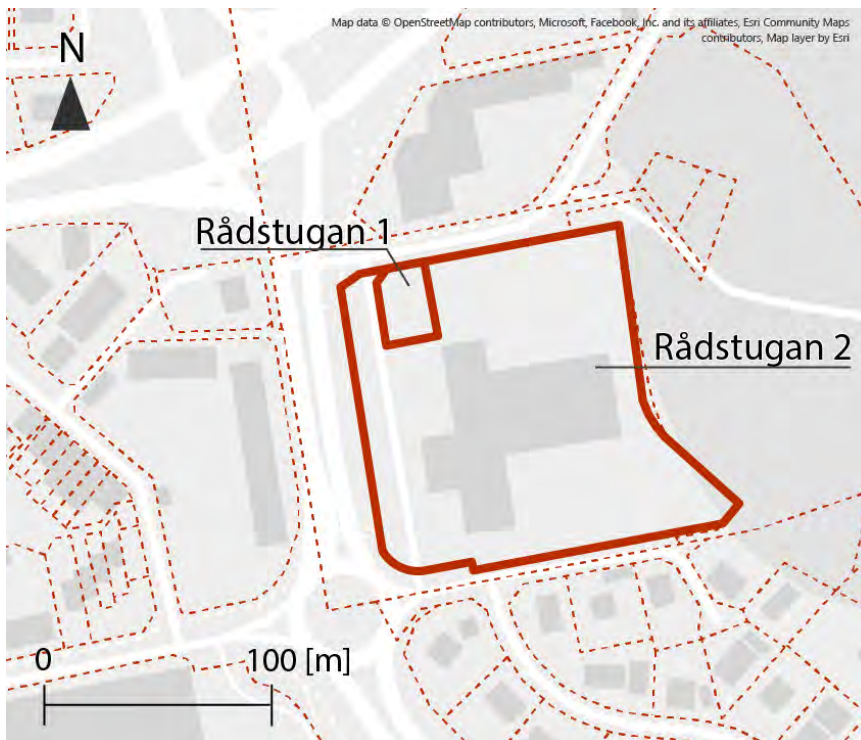 Map data © OpenStreetMap contributors, Microsoft, Facebook, Inc. and its affiliates, Esri Community Maps
contributors, Map layer by Esri
N
Rådstugan 1
Rådstugan 2
0 100 [m]